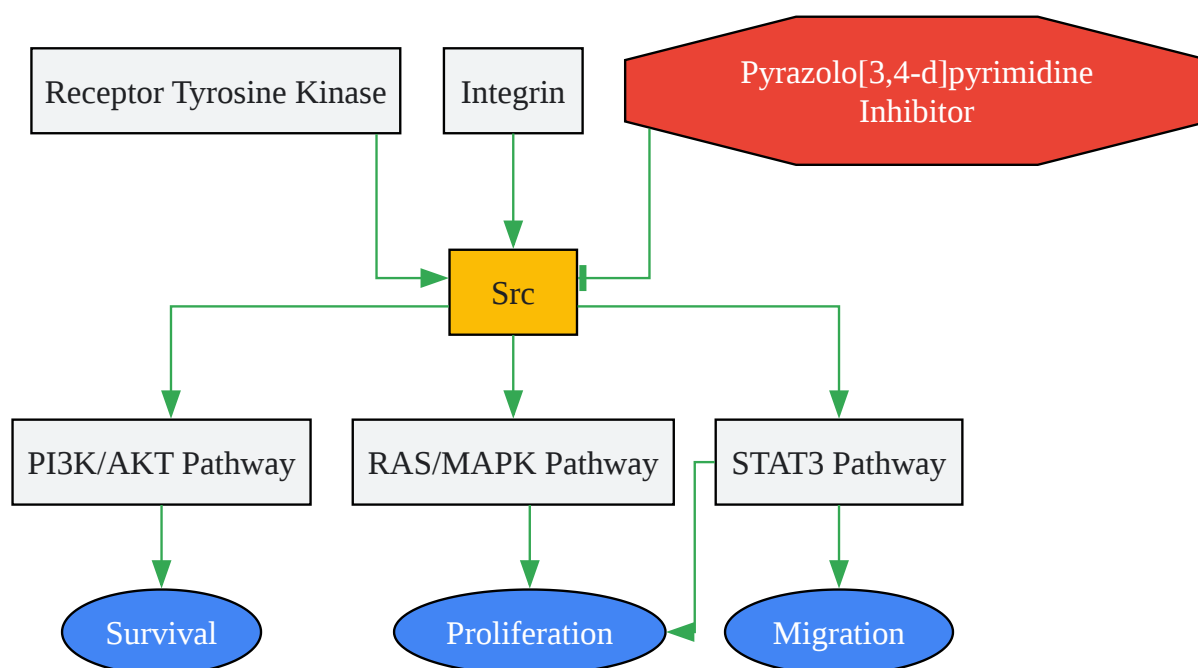 Receptor Tyrosine Kinase
Integrin
Pyrazolo[3,4-d]pyrimidine
Inhibitor
Src
PI3K/AKT Pathway
RAS/MAPK Pathway
STAT3 Pathway
Survival
Proliferation
Migration